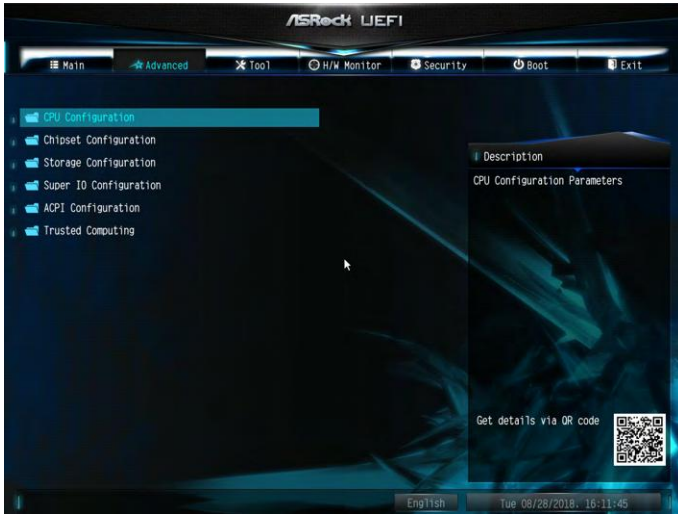 ASRock UEFI
Main Advanced Tool H/W Monitor Security Boot Exit
CPU Configuration
Chipset Configuration
Storage Configuration
Super IO Configuration
ACPI Configuration
Trusted Computing
Description
CPU Configuration Parameters
Get details via QR code
English Tue 08/28/2018. 16:11:45